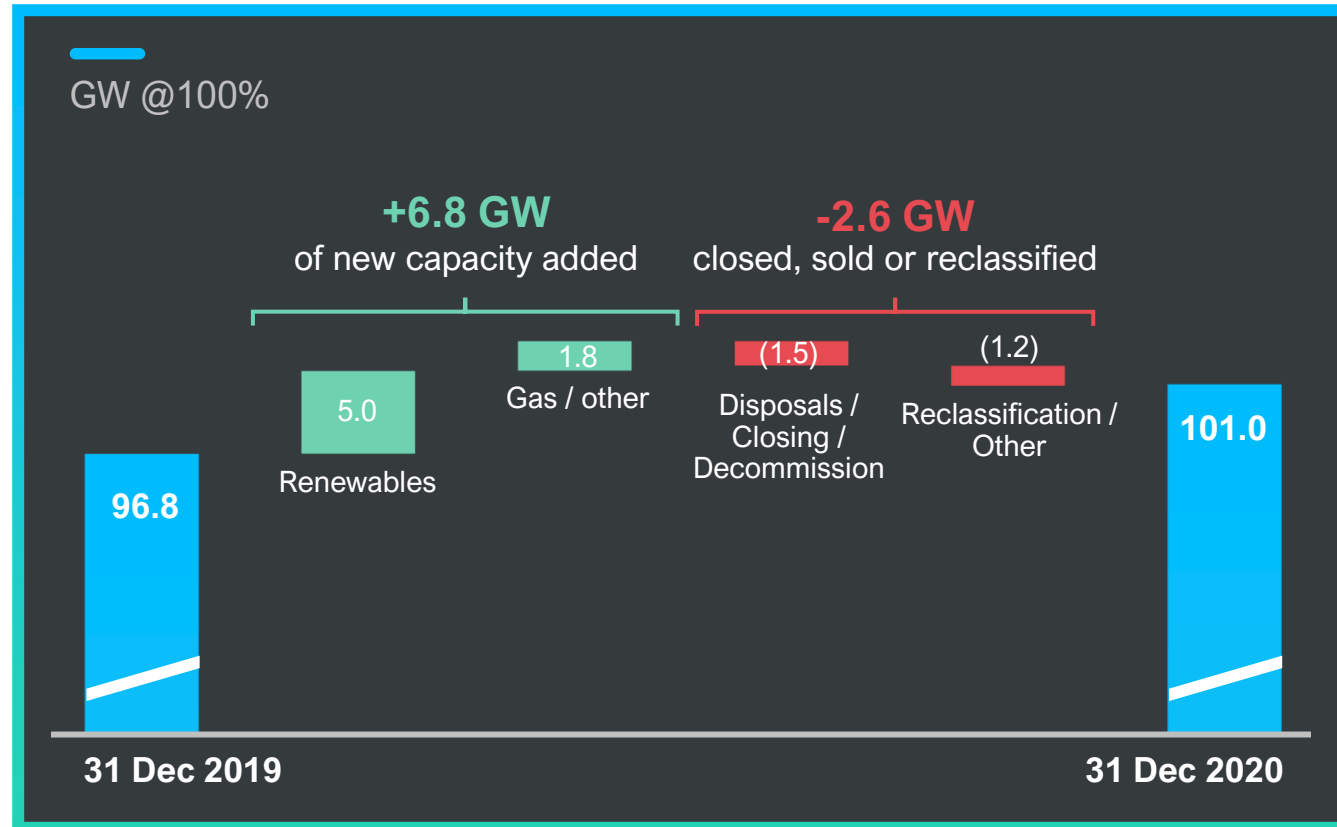 GW @100%
+6.8 GW
of new capacity added
-2.6 GW
closed, sold or reclassified
96.8
5.0
Renewables
1.8
Gas / other
(1.5)
Disposals /
Closing /
Decommission
(1.2)
Reclassification /
Other
101.0
31 Dec 2019
31 Dec 2020